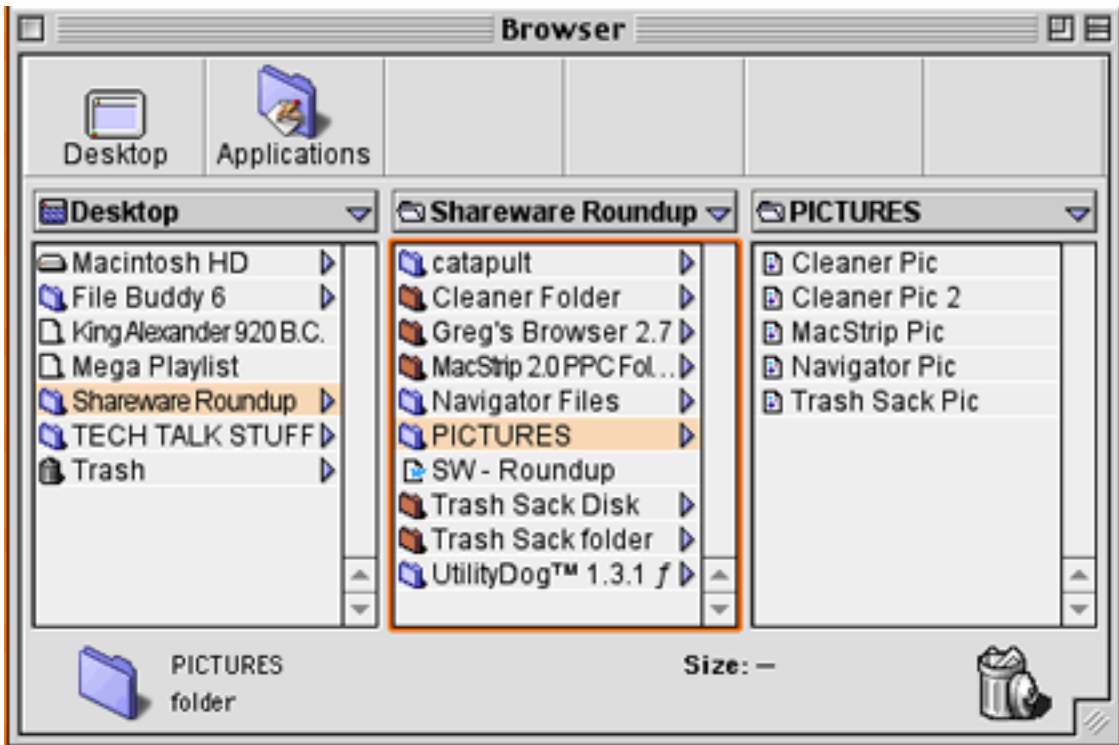 Browser
Desktop
Applications
Desktop
Macintosh HD
File Buddy 6
King Alexander 920 B.C.
Mega Playlist
Shareware Roundup
TECH TALK STUFF
Trash
Shareware Roundup
catapult
Cleaner Folder
Greg's Browser 2.7
MacStrip 2.0 PPC Fol...
Navigator Files
PICTURES
SW - Roundup
Trash Sack Disk
Trash Sack folder
UtilityDog™ 1.3.1 ƒ
PICTURES
Cleaner Pic
Cleaner Pic 2
MacStrip Pic
Navigator Pic
Trash Sack Pic
PICTURES
folder
Size: —